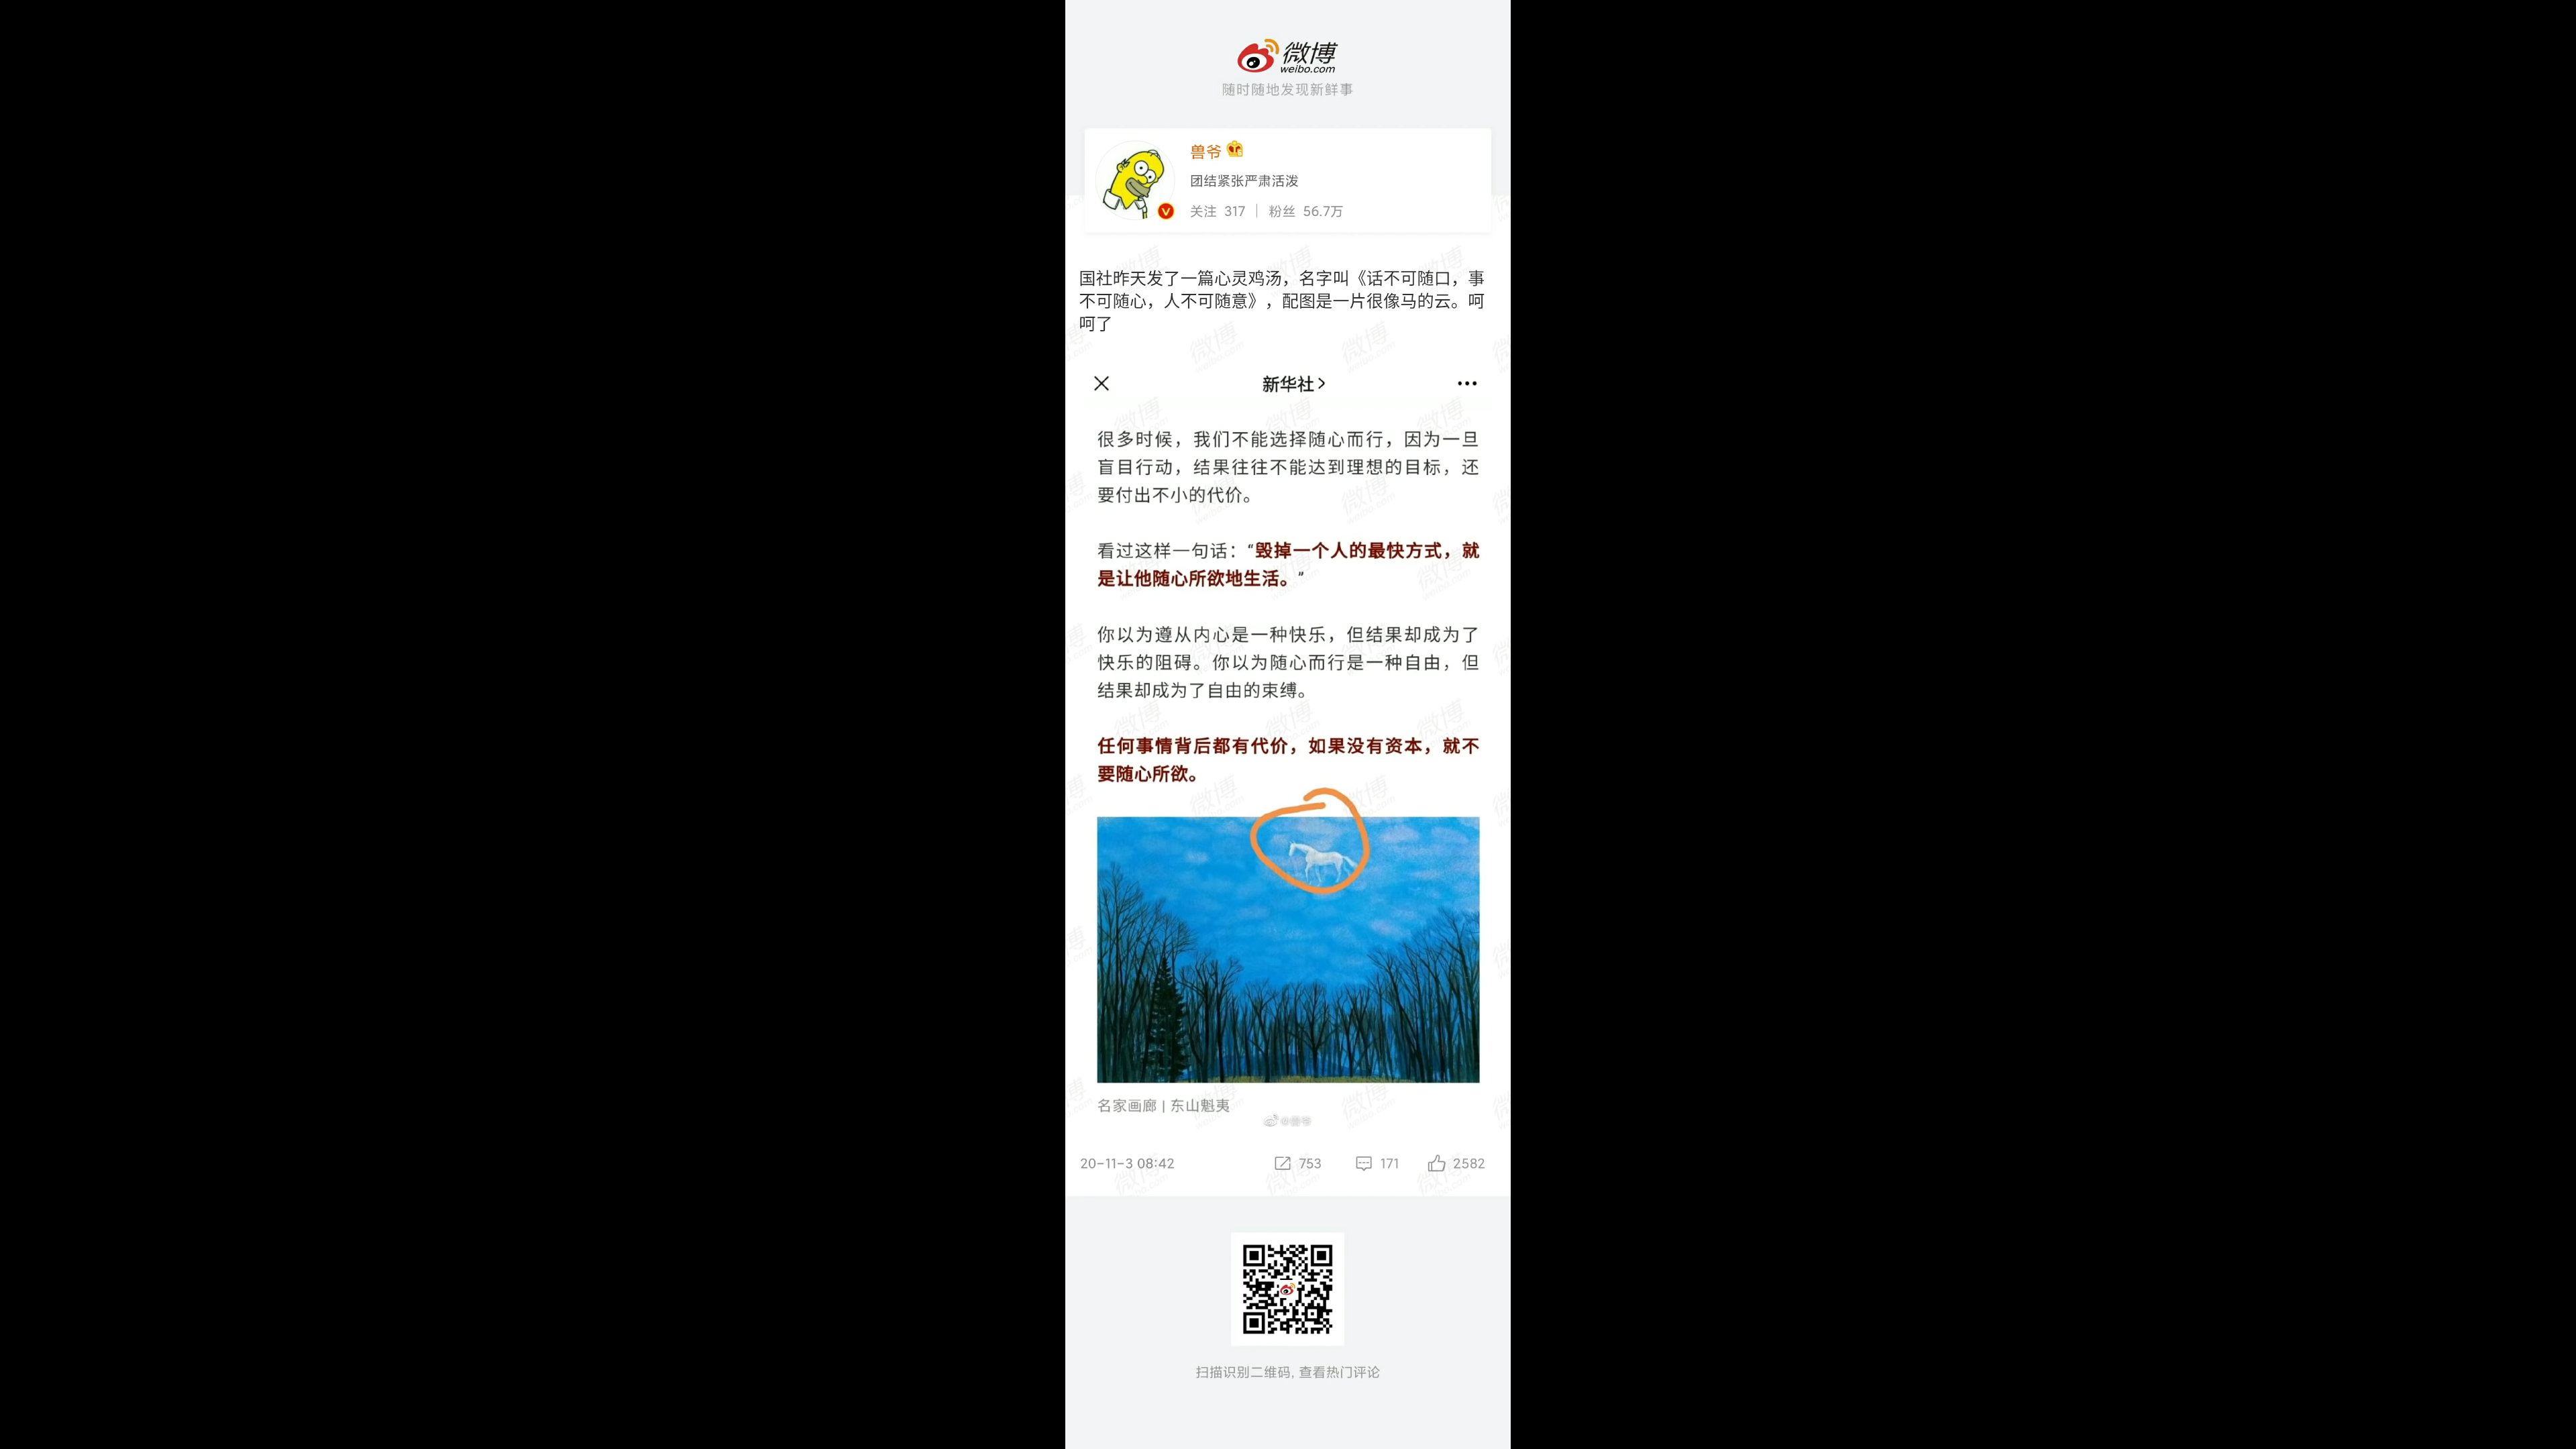 微博
weibo.com
随时随地发现新鲜事
兽爷
团结紧张严肃活泼
关注 317 | 粉丝 56.7万
国社昨天发了一篇心灵鸡汤，名字叫《话不可随口，事
不可随心，人不可随意》，配图是一片很像马的云。呵
呵了
新华社
很多时候，我们不能选择随心而行，因为一旦
盲目行动，结果往往不能达到理想的目标，还
要付出不小的代价。
看过这样一句话：“毁掉一个人的最快方式，就
是让他随心所欲地生活。”
你以为遵从内心是一种快乐，但结果却成为了
快乐的阻碍。你以为随心而行是一种自由，但
结果却成为了自由的束缚。
任何事情背后都有代价，如果没有资本，就不
要随心所欲。
名家画廊 | 东山魁夷
20-11-3 08:42 753 171 2582
扫描识别二维码, 查看热门评论